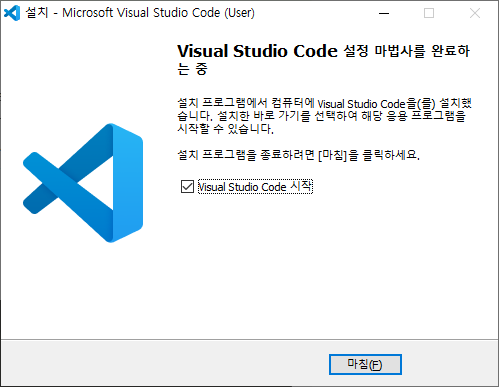 설치 - Microsoft Visual Studio Code (User)
Visual Studio Code 설정 마법사를 완료하
는 중
설치 프로그램에서 컴퓨터에 Visual Studio Code을(를) 설치했
습니다. 설치한 바로 가기를 선택하여 해당 응용 프로그램을
시작할 수 있습니다.
설치 프로그램을 종료하려면 [마침]을 클릭하세요.
Visual Studio Code 시작
마침(F)